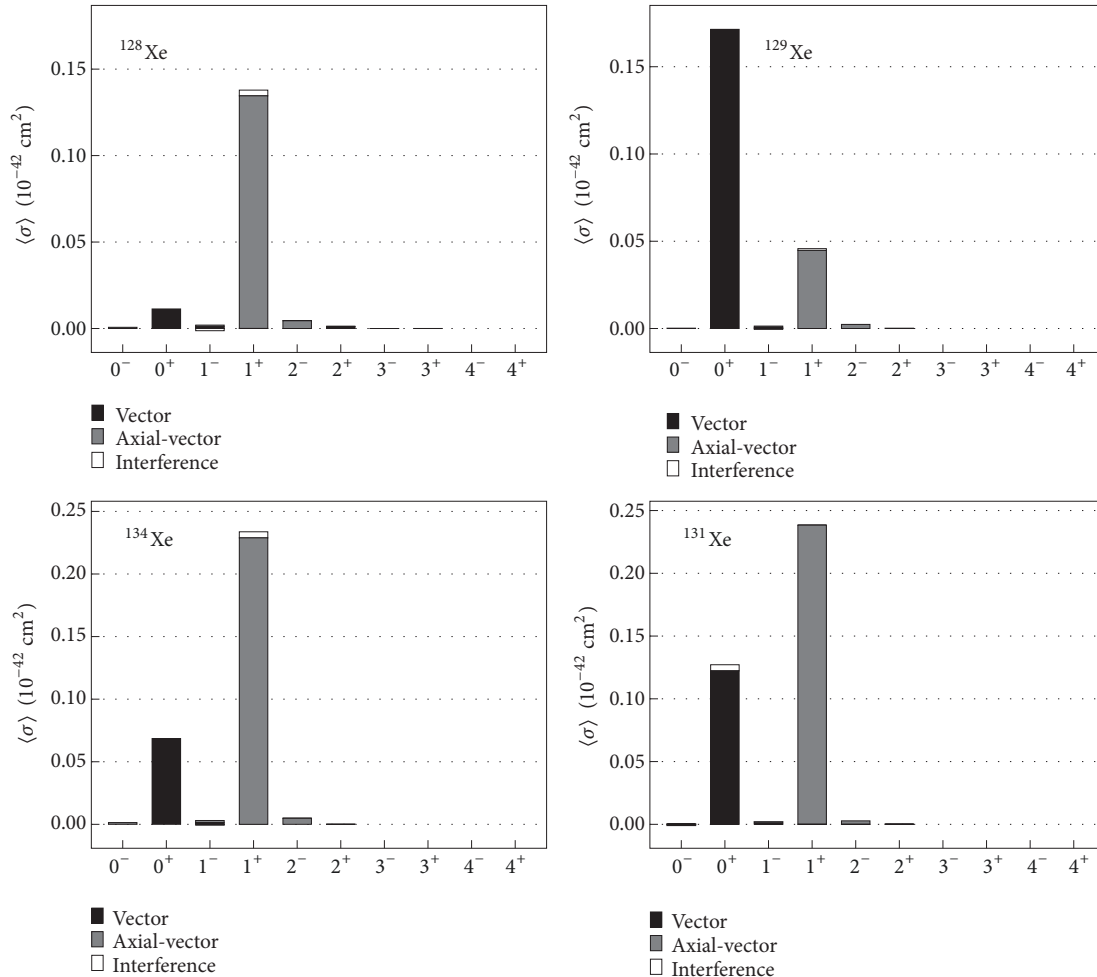 ¹²⁸Xe
⟨σ⟩ (10⁻⁴² cm²)
0.15
0.10
0.05
0.00
0⁻ 0⁺ 1⁻ 1⁺ 2⁻ 2⁺ 3⁻ 3⁺ 4⁻ 4⁺
Vector
Axial-vector
Interference
¹²⁹Xe
⟨σ⟩ (10⁻⁴² cm²)
0.15
0.10
0.05
0.00
0⁻ 0⁺ 1⁻ 1⁺ 2⁻ 2⁺ 3⁻ 3⁺ 4⁻ 4⁺
Vector
Axial-vector
Interference
¹³⁴Xe
⟨σ⟩ (10⁻⁴² cm²)
0.25
0.20
0.15
0.10
0.05
0.00
0⁻ 0⁺ 1⁻ 1⁺ 2⁻ 2⁺ 3⁻ 3⁺ 4⁻ 4⁺
Vector
Axial-vector
Interference
¹³¹Xe
⟨σ⟩ (10⁻⁴² cm²)
0.25
0.20
0.15
0.10
0.05
0.00
0⁻ 0⁺ 1⁻ 1⁺ 2⁻ 2⁺ 3⁻ 3⁺ 4⁻ 4⁺
Vector
Axial-vector
Interference